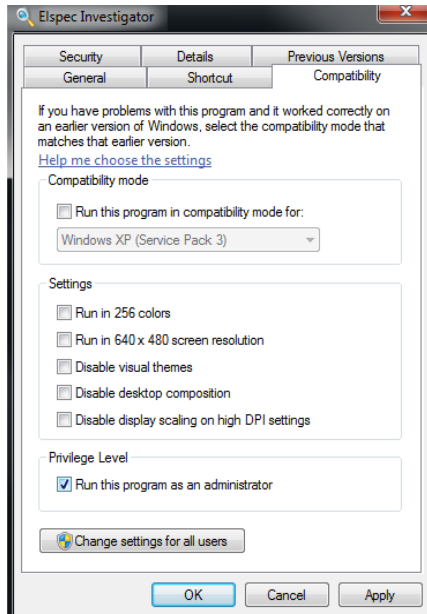 Elspec Investigator
Security Details Previous Versions
General Shortcut Compatibility
If you have problems with this program and it worked correctly on
an earlier version of Windows, select the compatibility mode that
matches that earlier version.
Help me choose the settings
Compatibility mode
Run this program in compatibility mode for:
Windows XP (Service Pack 3)
Settings
Run in 256 colors
Run in 640 x 480 screen resolution
Disable visual themes
Disable desktop composition
Disable display scaling on high DPI settings
Privilege Level
Run this program as an administrator
Change settings for all users
OK Cancel Apply